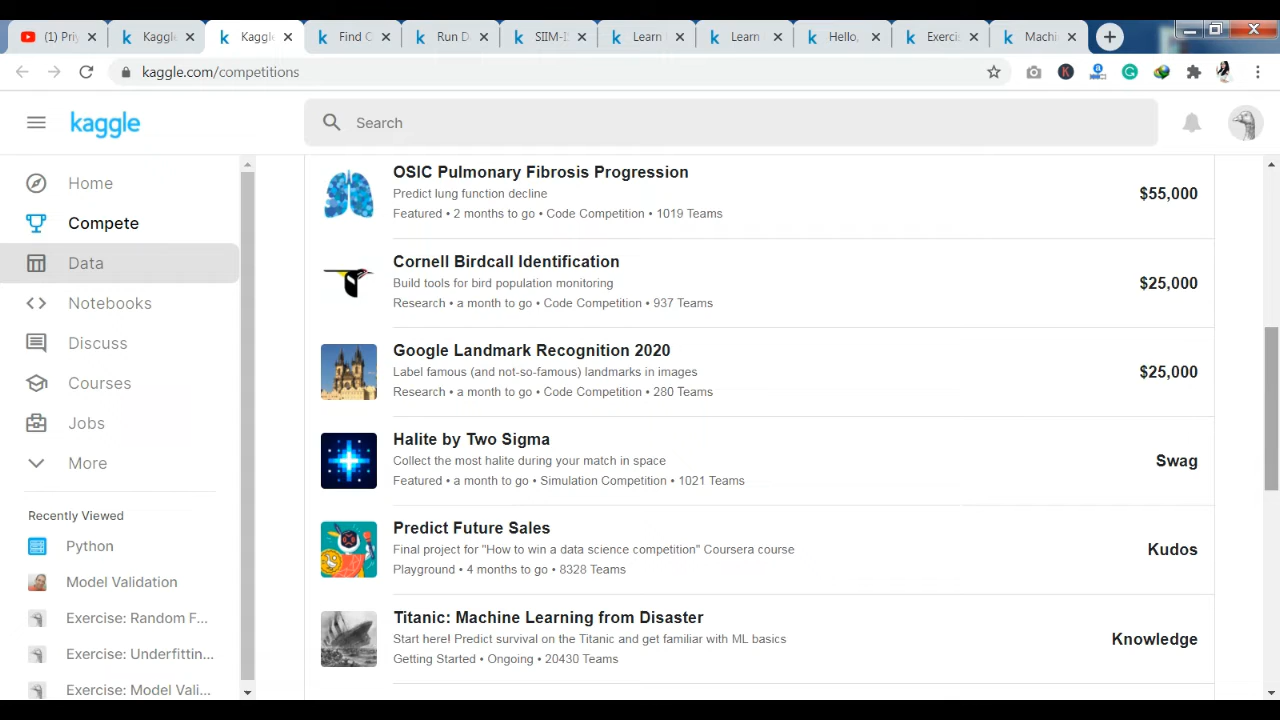 (1) Pri
Kaggle
Kaggle
Find C
Run D
SIIM-I
Learn
Learn
Hello,
Exercis
Machi
kaggle.com/competitions
kaggle
Search
Home
Compete
Data
Notebooks
Discuss
Courses
Jobs
More
Recently Viewed
Python
Model Validation
Exercise: Random F...
Exercise: Underfittin...
Exercise: Model Vali...
OSIC Pulmonary Fibrosis Progression
Predict lung function decline
Featured • 2 months to go • Code Competition • 1019 Teams
$55,000
Cornell Birdcall Identification
Build tools for bird population monitoring
Research • a month to go • Code Competition • 937 Teams
$25,000
Google Landmark Recognition 2020
Label famous (and not-so-famous) landmarks in images
Research • a month to go • Code Competition • 280 Teams
$25,000
Halite by Two Sigma
Collect the most halite during your match in space
Featured • a month to go • Simulation Competition • 1021 Teams
Swag
Predict Future Sales
Final project for "How to win a data science competition" Coursera course
Playground • 4 months to go • 8328 Teams
Kudos
Titanic: Machine Learning from Disaster
Start here! Predict survival on the Titanic and get familiar with ML basics
Getting Started • Ongoing • 20430 Teams
Knowledge